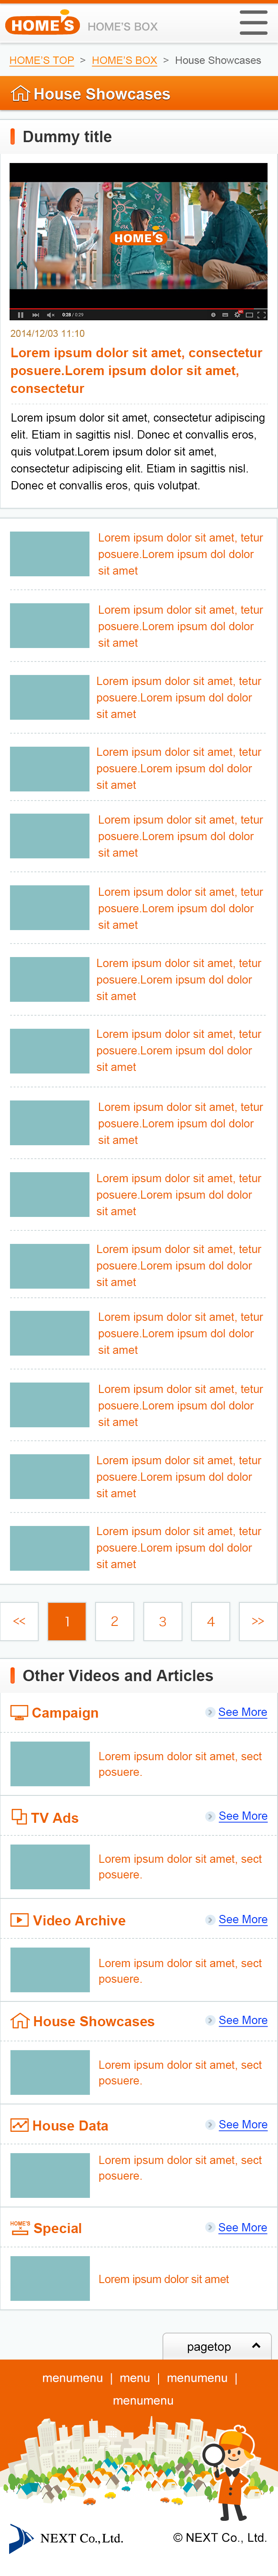 HOME'S HOME'S BOX
HOME'S TOP > HOME'S BOX > House Showcases
House Showcases
Dummy title
HOME'S
0:28 / 0:29
2014/12/03 11:10
Lorem ipsum dolor sit amet, consectetur
posuere.Lorem ipsum dolor sit amet,
consectetur
Lorem ipsum dolor sit amet, consectetur adipiscing
elit. Etiam in sagittis nisl. Donec et convallis eros,
quis volutpat.Lorem ipsum dolor sit amet,
consectetur adipiscing elit. Etiam in sagittis nisl.
Donec et convallis eros, quis volutpat.
Lorem ipsum dolor sit amet, tetur
posuere.Lorem ipsum dol dolor
sit amet
Lorem ipsum dolor sit amet, tetur
posuere.Lorem ipsum dol dolor
sit amet
Lorem ipsum dolor sit amet, tetur
posuere.Lorem ipsum dol dolor
sit amet
Lorem ipsum dolor sit amet, tetur
posuere.Lorem ipsum dol dolor
sit amet
Lorem ipsum dolor sit amet, tetur
posuere.Lorem ipsum dol dolor
sit amet
Lorem ipsum dolor sit amet, tetur
posuere.Lorem ipsum dol dolor
sit amet
Lorem ipsum dolor sit amet, tetur
posuere.Lorem ipsum dol dolor
sit amet
Lorem ipsum dolor sit amet, tetur
posuere.Lorem ipsum dol dolor
sit amet
Lorem ipsum dolor sit amet, tetur
posuere.Lorem ipsum dol dolor
sit amet
Lorem ipsum dolor sit amet, tetur
posuere.Lorem ipsum dol dolor
sit amet
Lorem ipsum dolor sit amet, tetur
posuere.Lorem ipsum dol dolor
sit amet
Lorem ipsum dolor sit amet, tetur
posuere.Lorem ipsum dol dolor
sit amet
Lorem ipsum dolor sit amet, tetur
posuere.Lorem ipsum dol dolor
sit amet
Lorem ipsum dolor sit amet, tetur
posuere.Lorem ipsum dol dolor
sit amet
Lorem ipsum dolor sit amet, tetur
posuere.Lorem ipsum dol dolor
sit amet
<< 1 2 3 4 >>
Other Videos and Articles
Campaign See More
Lorem ipsum dolor sit amet, sect
posuere.
TV Ads See More
Lorem ipsum dolor sit amet, sect
posuere.
Video Archive See More
Lorem ipsum dolor sit amet, sect
posuere.
House Showcases See More
Lorem ipsum dolor sit amet, sect
posuere.
House Data See More
Lorem ipsum dolor sit amet, sect
posuere.
HOME'S Special See More
Lorem ipsum dolor sit amet
pagetop
menumenu | menu | menumenu |
menumenu
NEXT Co.,Ltd. © NEXT Co., Ltd.